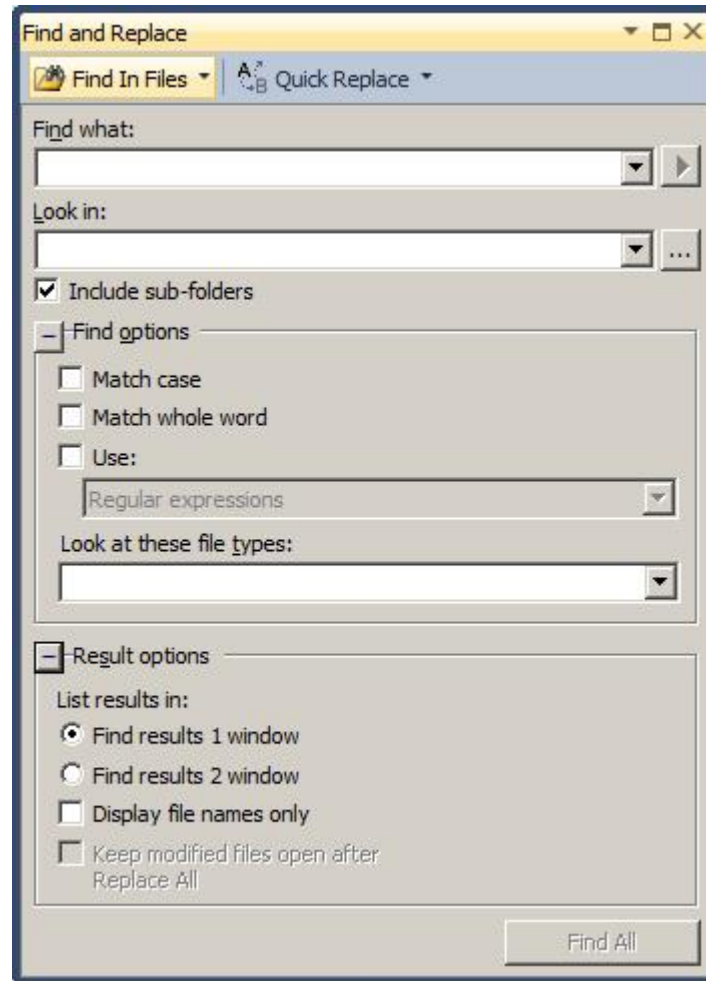 Find and Replace
Find In Files
Quick Replace
Find what:
Look in:
...
Include sub-folders
Find options
Match case
Match whole word
Use:
Regular expressions
Look at these file types:
Result options
List results in:
Find results 1 window
Find results 2 window
Display file names only
Keep modified files open after
Replace All
Find All